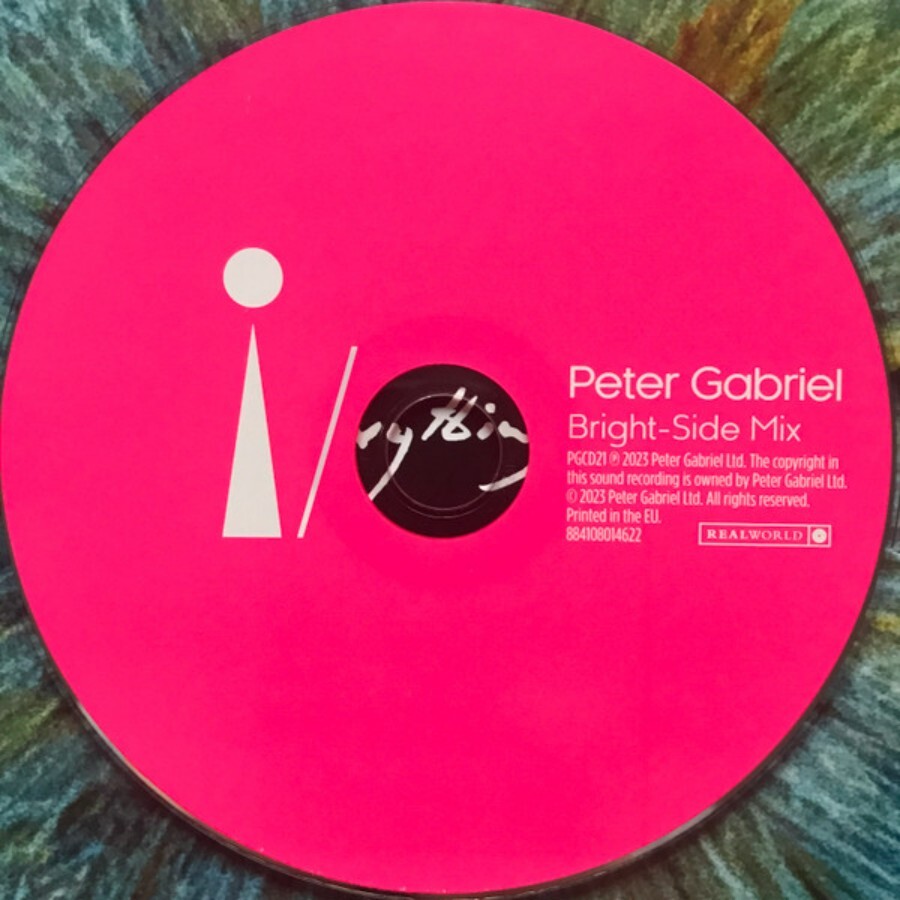 i/
Peter Gabriel
Bright-Side Mix
PGCD21 ℗ 2023 Peter Gabriel Ltd. The copyright in
this sound recording is owned by Peter Gabriel Ltd.
© 2023 Peter Gabriel Ltd. All rights reserved.
Printed in the EU.
884108014622
REALWORLD